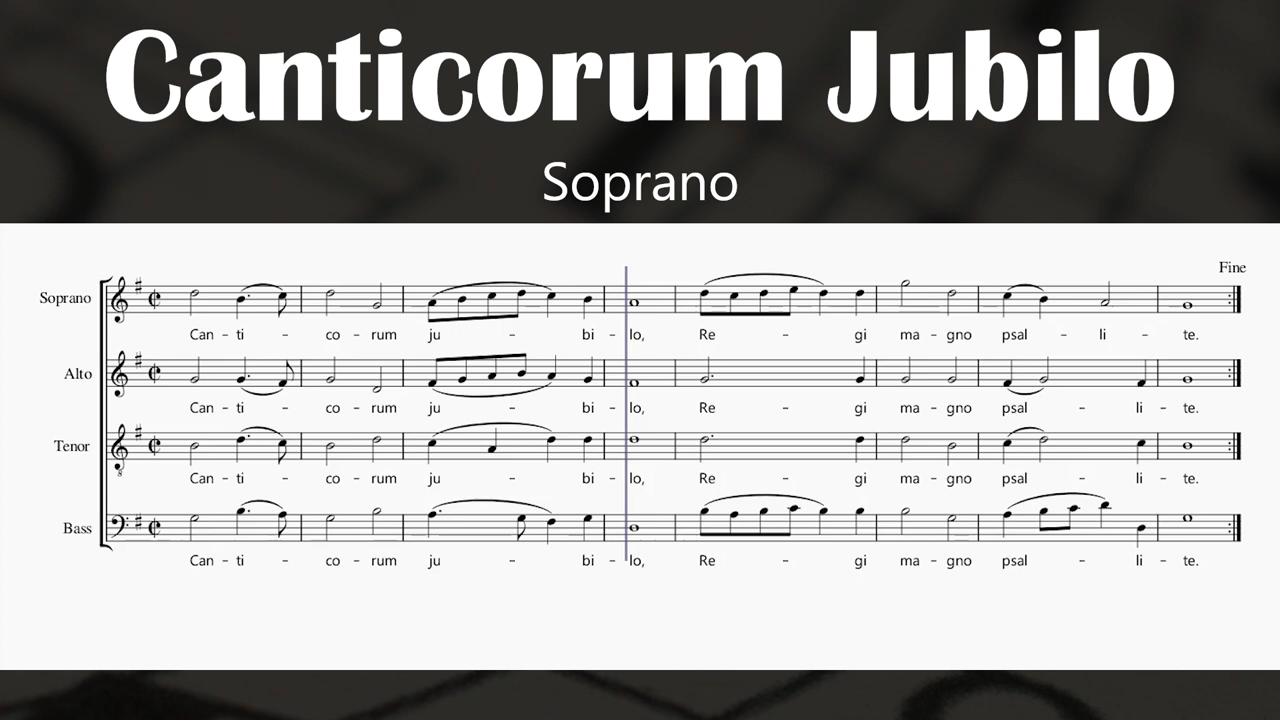 Canticorum Jubilo
Soprano
Fine
Soprano
Can - ti - co - rum ju - bi - lo, Re - gi ma - gno psal - li - te.
Alto
Can - ti - co - rum ju - bi - lo, Re - gi ma - gno psal - li - te.
Tenor
8
Can - ti - co - rum ju - bi - lo, Re - gi ma - gno psal - li - te.
Bass
Can - ti - co - rum ju - bi - lo, Re - gi ma - gno psal - li - te.